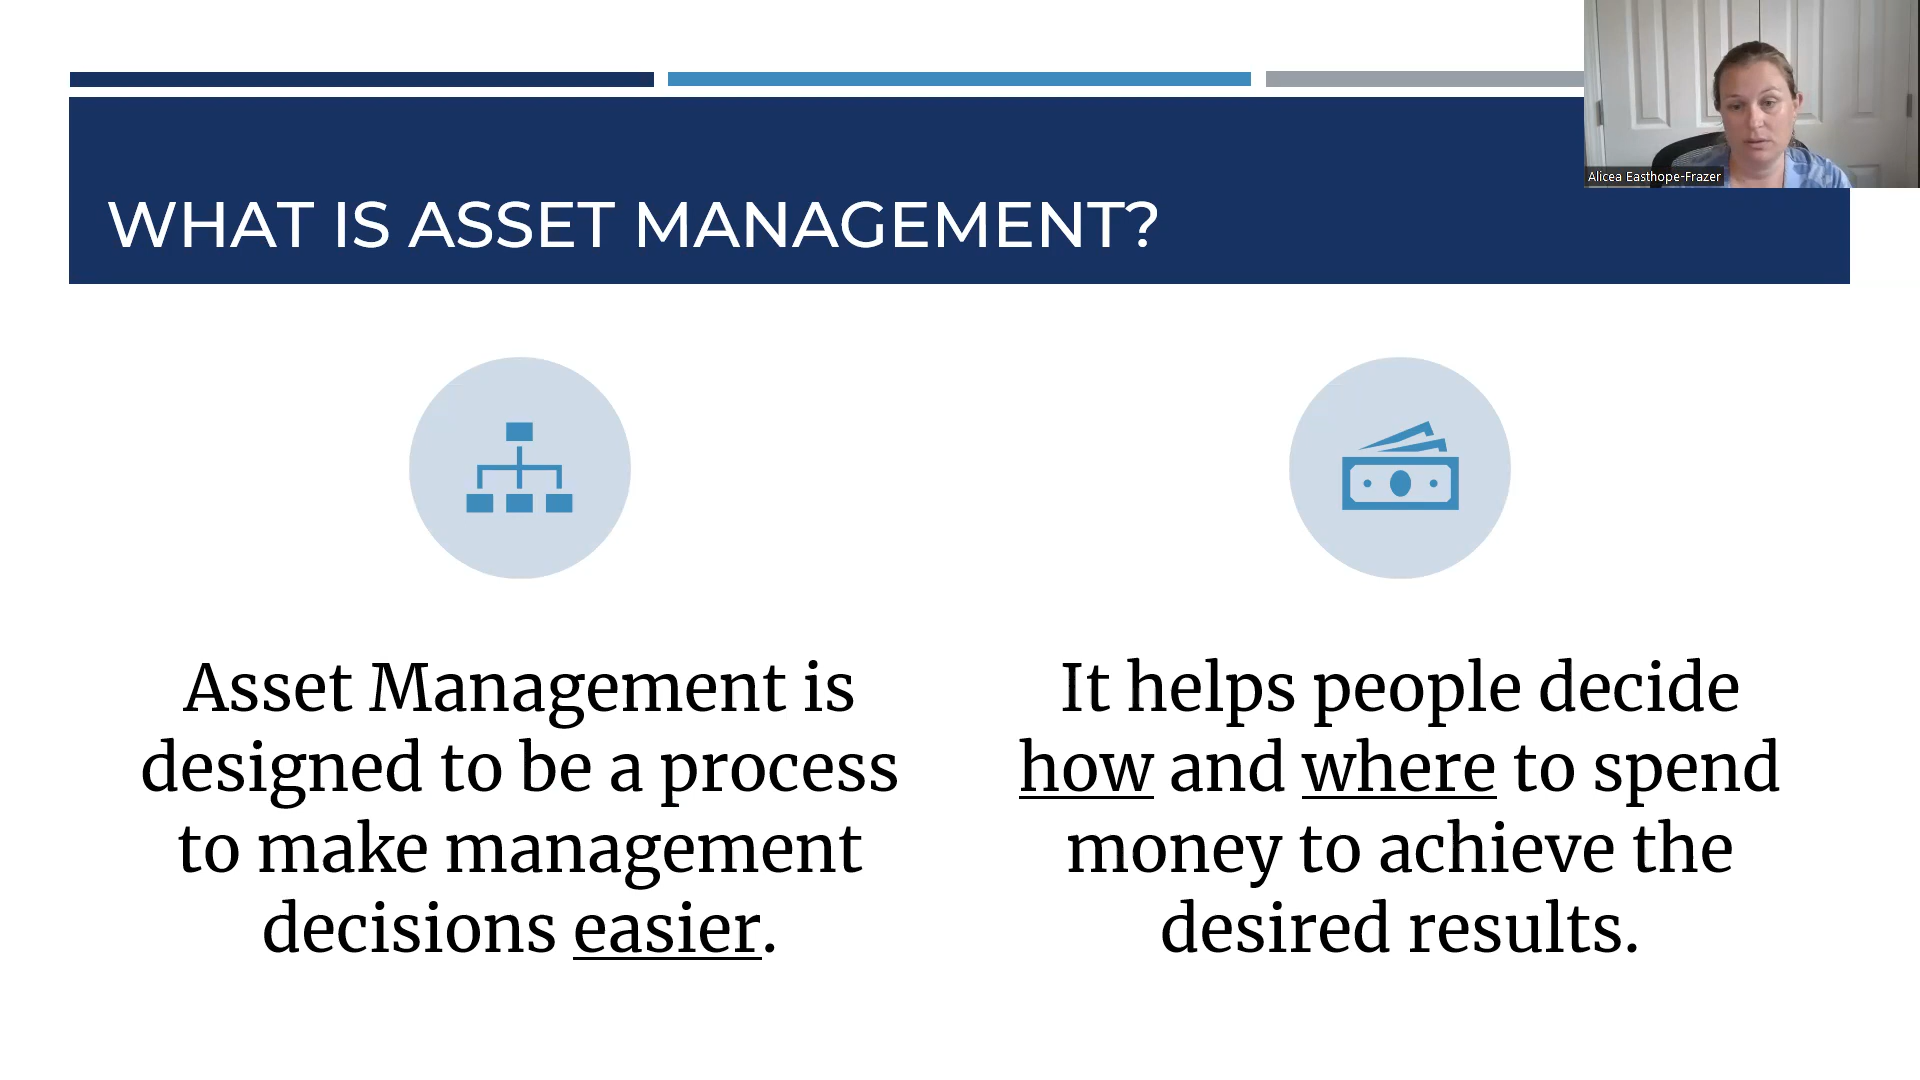 Alicea Easthope-Frazer
WHAT IS ASSET MANAGEMENT?
Asset Management is
designed to be a process
to make management
decisions easier.
It helps people decide
how and where to spend
money to achieve the
desired results.